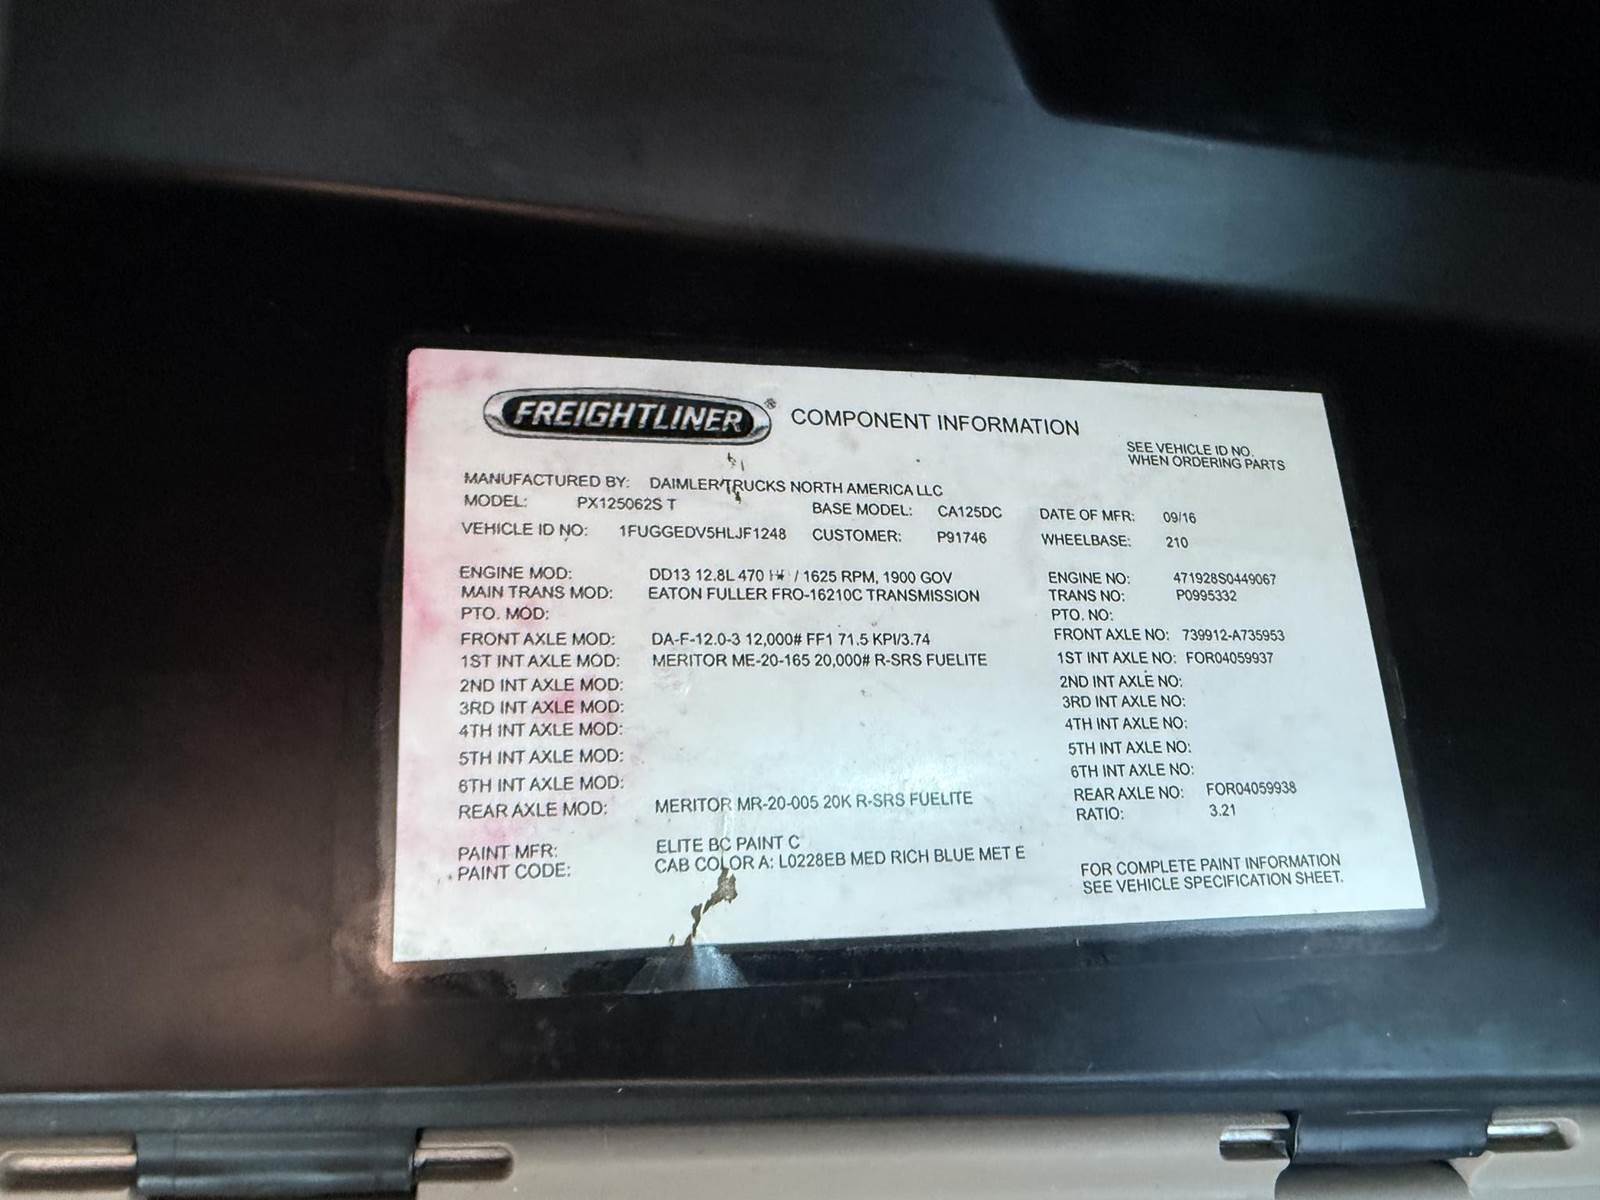 FREIGHTLINER® COMPONENT INFORMATION
SEE VEHICLE ID NO.
WHEN ORDERING PARTS
MANUFACTURED BY: DAIMLER TRUCKS NORTH AMERICA LLC
MODEL: PX125062S T BASE MODEL: CA125DC DATE OF MFR: 09/16
VEHICLE ID NO: 1FUGGEDV5HLJF1248 CUSTOMER: P91746 WHEELBASE: 210
ENGINE MOD: DD13 12.8L 470 / 1625 RPM, 1900 GOV ENGINE NO: 471928S0449067
MAIN TRANS MOD: EATON FULLER FRO-16210C TRANSMISSION TRANS NO: P0995332
PTO. MOD: PTO. NO:
FRONT AXLE MOD: DA-F-12.0-3 12,000# FF1 71.5 KPI/3.74 FRONT AXLE NO: 739912-A735953
1ST INT AXLE MOD: MERITOR ME-20-165 20,000# R-SRS FUELITE 1ST INT AXLE NO: FOR04059937
2ND INT AXLE MOD: 2ND INT AXLE NO:
3RD INT AXLE MOD: 3RD INT AXLE NO:
4TH INT AXLE MOD: 4TH INT AXLE NO:
5TH INT AXLE MOD: 5TH INT AXLE NO:
6TH INT AXLE MOD: 6TH INT AXLE NO:
REAR AXLE MOD: MERITOR MR-20-005 20K R-SRS FUELITE REAR AXLE NO: FOR04059938
RATIO: 3.21
PAINT MFR: ELITE BC PAINT C
PAINT CODE: CAB COLOR A: L0228EB MED RICH BLUE MET E
FOR COMPLETE PAINT INFORMATION
SEE VEHICLE SPECIFICATION SHEET.